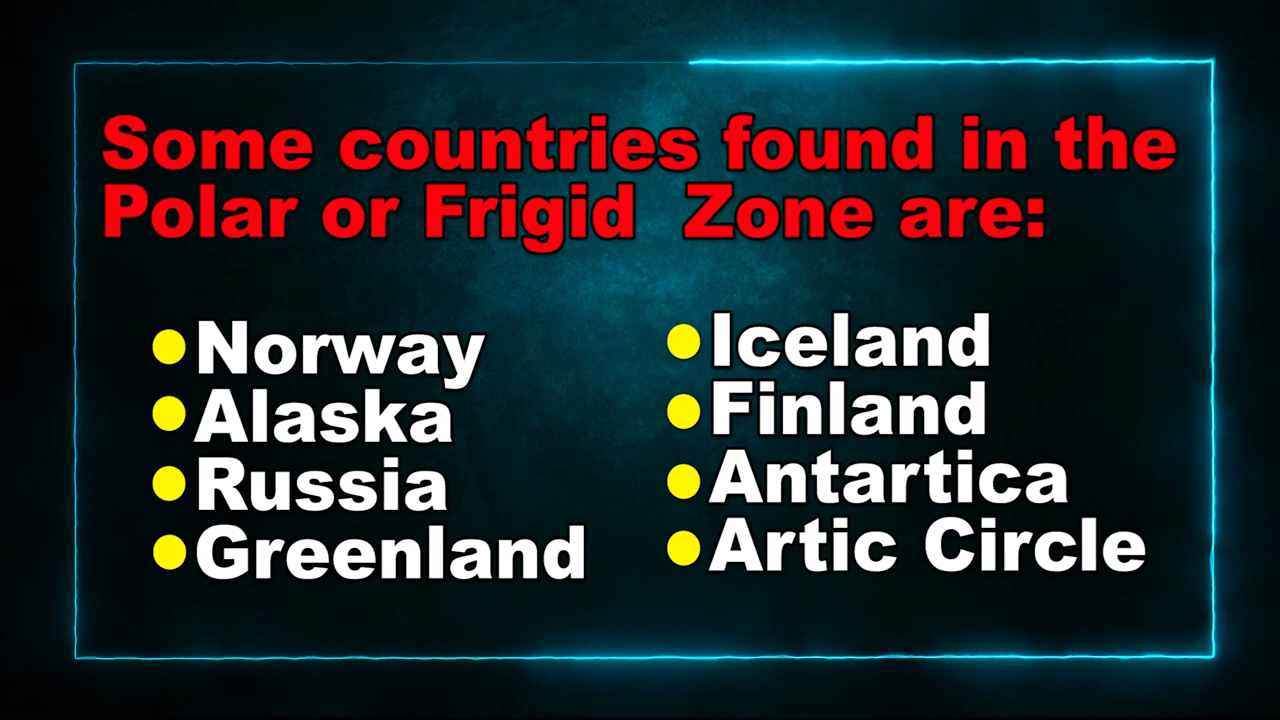 Some countries found in the
Polar or Frigid Zone are:
Norway
Alaska
Russia
Greenland
Iceland
Finland
Antartica
Artic Circle